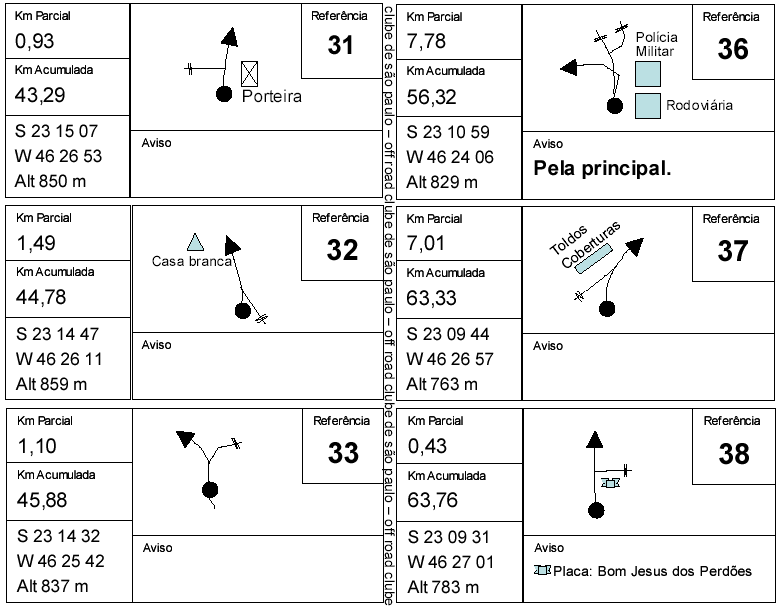 Km Parcial
0,93
Km Acumulada
43,29
S 23 15 07
W 46 26 53
Alt 850 m
Referência
31
Porteira
Aviso
Km Parcial
1,49
Km Acumulada
44,78
S 23 14 47
W 46 26 11
Alt 859 m
Referência
32
Casa branca
Aviso
Km Parcial
1,10
Km Acumulada
45,88
S 23 14 32
W 46 25 42
Alt 837 m
Referência
33
Aviso
clube de são paulo – off road clube de são paulo – off road clube de são paulo – off road clube
Km Parcial
7,78
Km Acumulada
56,32
S 23 10 59
W 46 24 06
Alt 829 m
Referência
36
Polícia
Militar
Rodoviária
Aviso
Pela principal.
Km Parcial
7,01
Km Acumulada
63,33
S 23 09 44
W 46 26 57
Alt 763 m
Referência
37
Toldos
Coberturas
Aviso
Km Parcial
0,43
Km Acumulada
63,76
S 23 09 31
W 46 27 01
Alt 783 m
Referência
38
Aviso
Placa: Bom Jesus dos Perdões